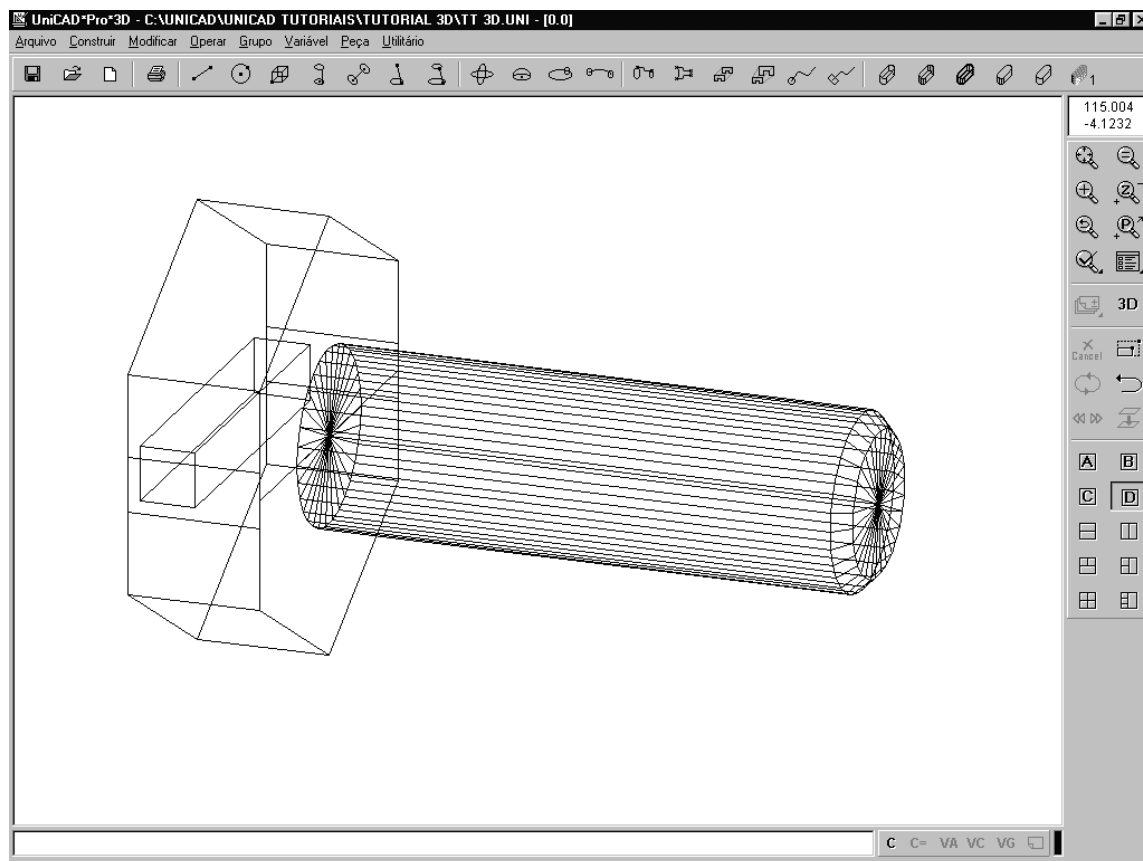 UniCAD*Pro*3D - C:\UNICAD\UNICAD TUTORIAIS\TUTORIAL 3D\TT 3D.UNI - [0.0]
Arquivo Construir Modificar Operar Grupo Variável Peça Utilitário
1
115.004
-4.1232
Z
P
3D
Cancel
A B
C D
C C= VA VC VG